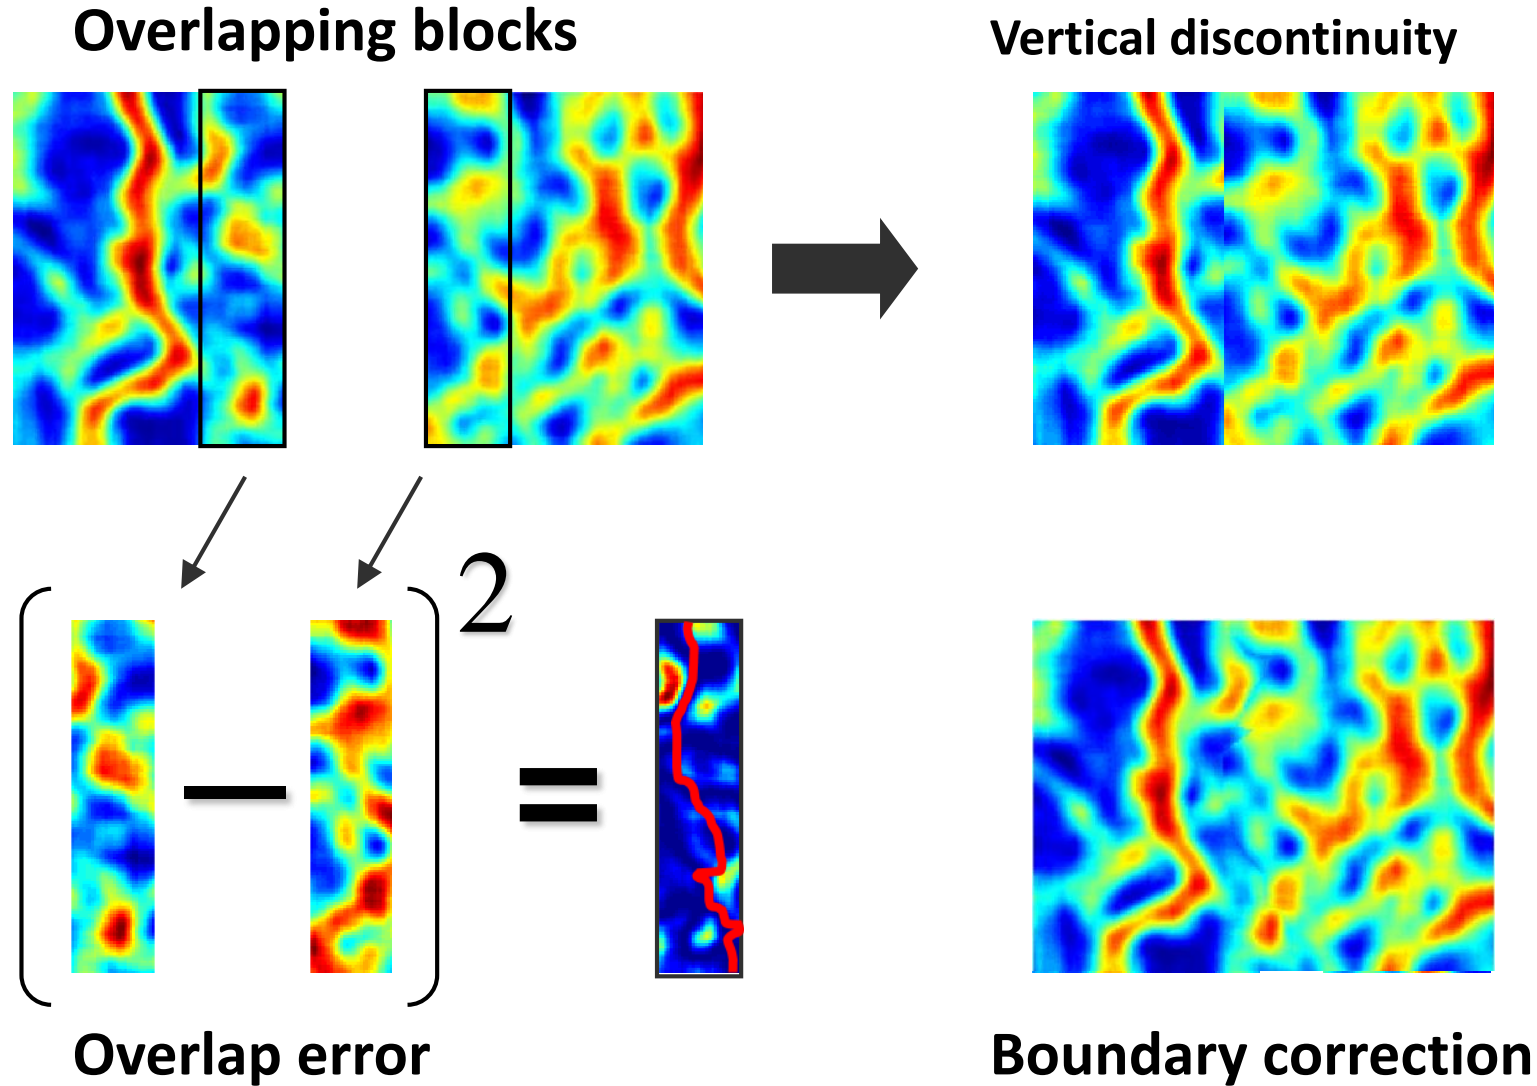 Overlapping blocks
Vertical discontinuity
2
Overlap error
Boundary correction